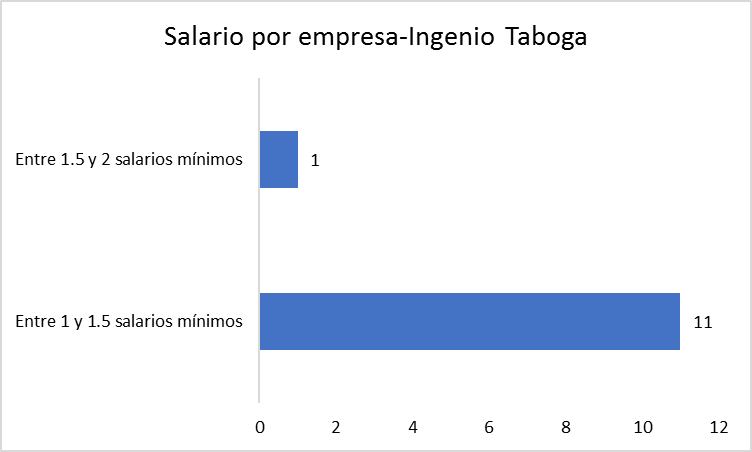 Salario por empresa-Ingenio Taboga
Entre 1.5 y 2 salarios mínimos
1
Entre 1 y 1.5 salarios mínimos
11
0 2 4 6 8 10 12